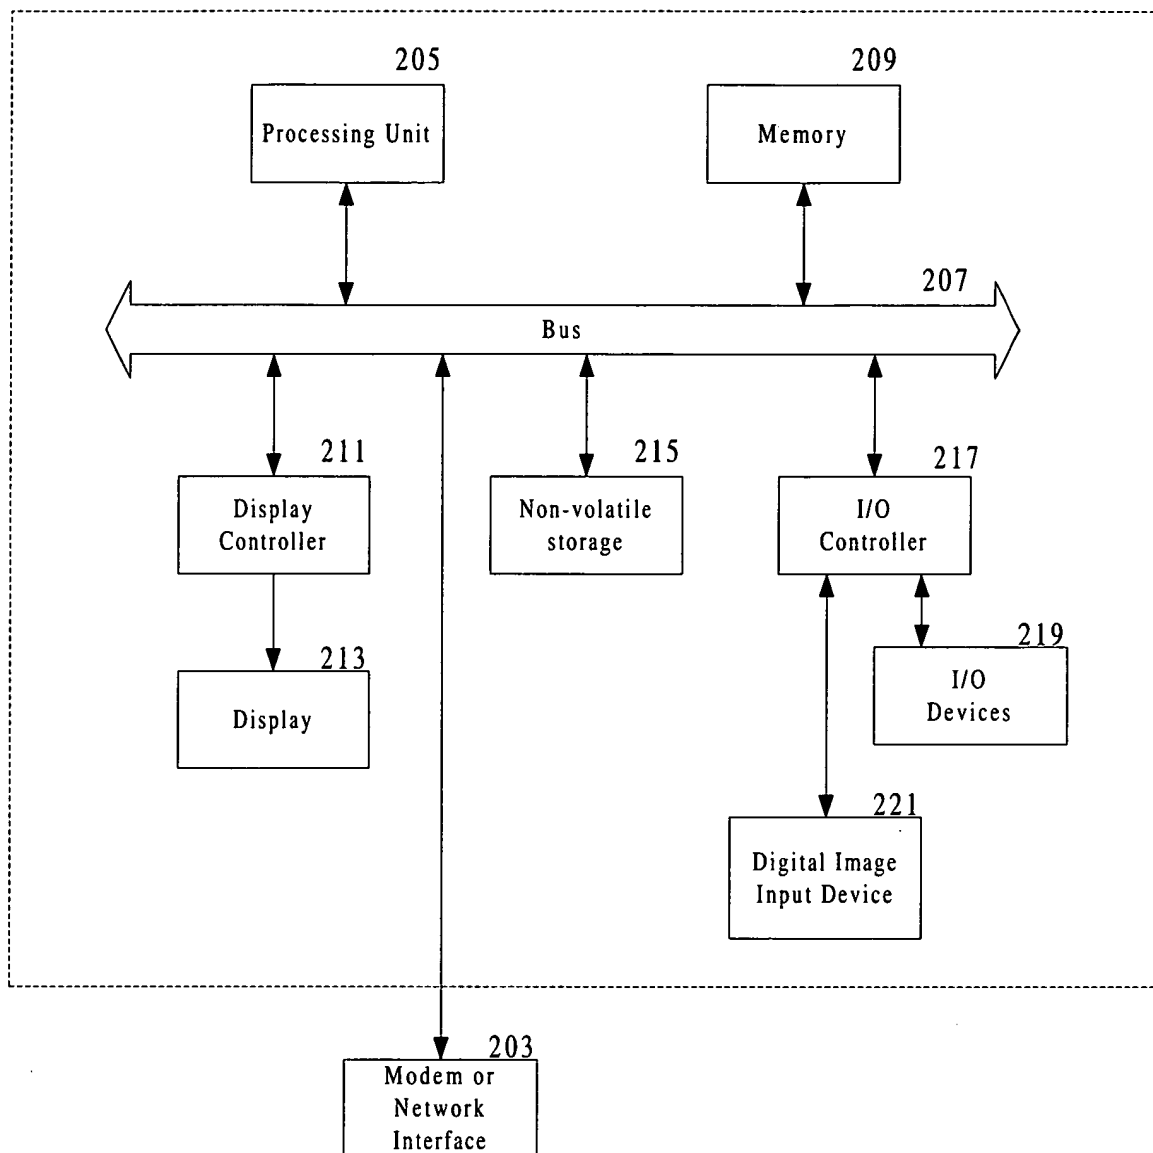 205
Processing Unit
209
Memory
207
Bus
211
Display
Controller
215
Non-volatile
storage
217
I/O
Controller
213
Display
219
I/O
Devices
221
Digital Image
Input Device
203
Modem or
Network
Interface